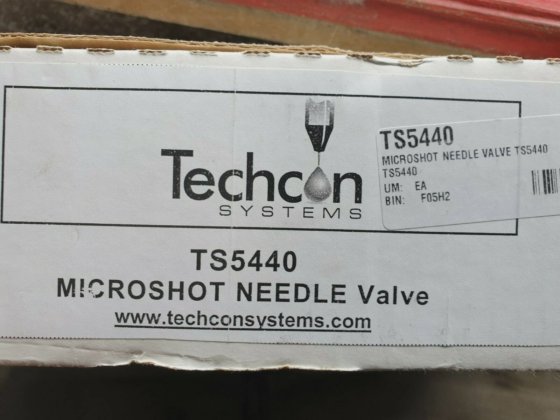 Techcon
SYSTEMS
TS5440
MICROSHOT NEEDLE VALVE TS5440
TS5440
UM: EA
BIN: F05H2
TS5440
MICROSHOT NEEDLE Valve
www.techconsystems.com